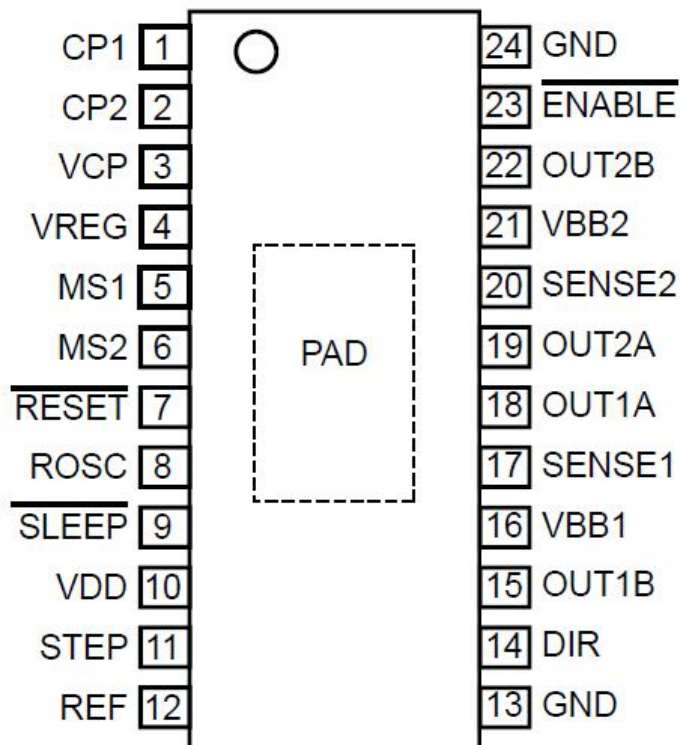 CP1 1 24 GND
CP2 2 23 ENABLE
VCP 3 22 OUT2B
VREG 4 21 VBB2
MS1 5 20 SENSE2
MS2 6 PAD 19 OUT2A
RESET 7 18 OUT1A
ROSC 8 17 SENSE1
SLEEP 9 16 VBB1
VDD 10 15 OUT1B
STEP 11 14 DIR
REF 12 13 GND